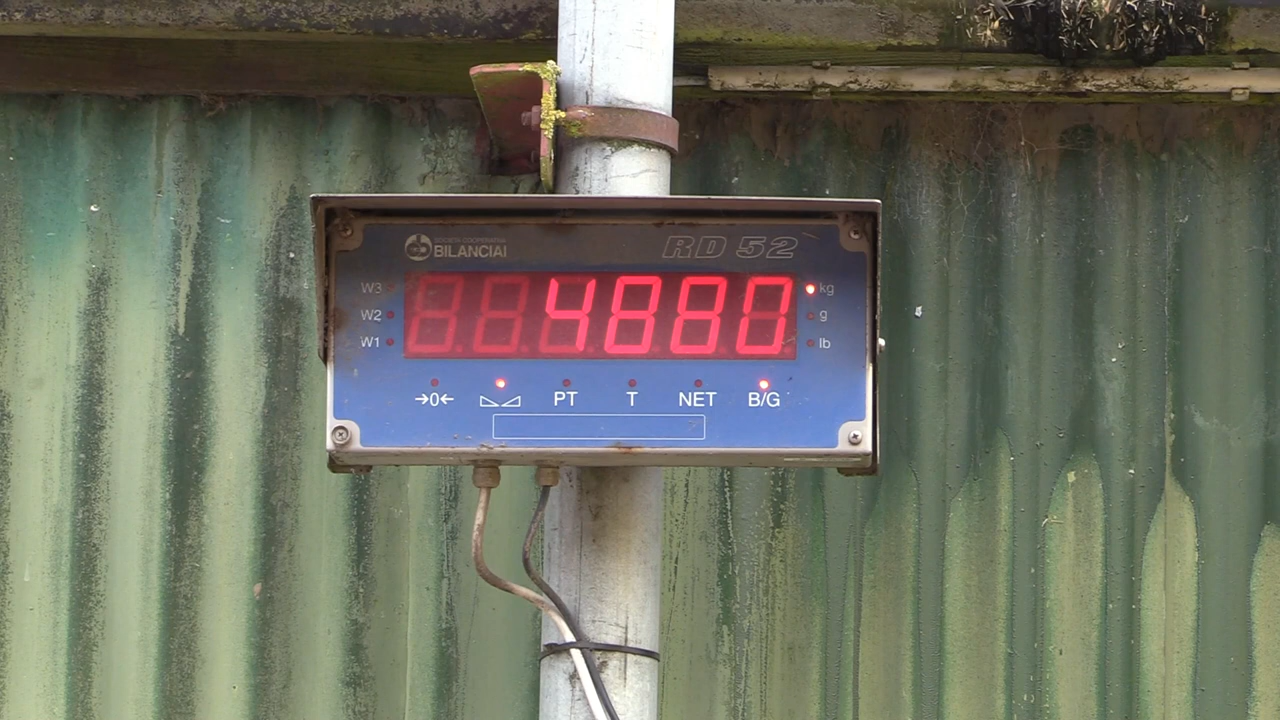 BILANCIAI
RD 52
W3
W2
W1
4880
kg
g
lb
→0←
PT
T
NET
B/G